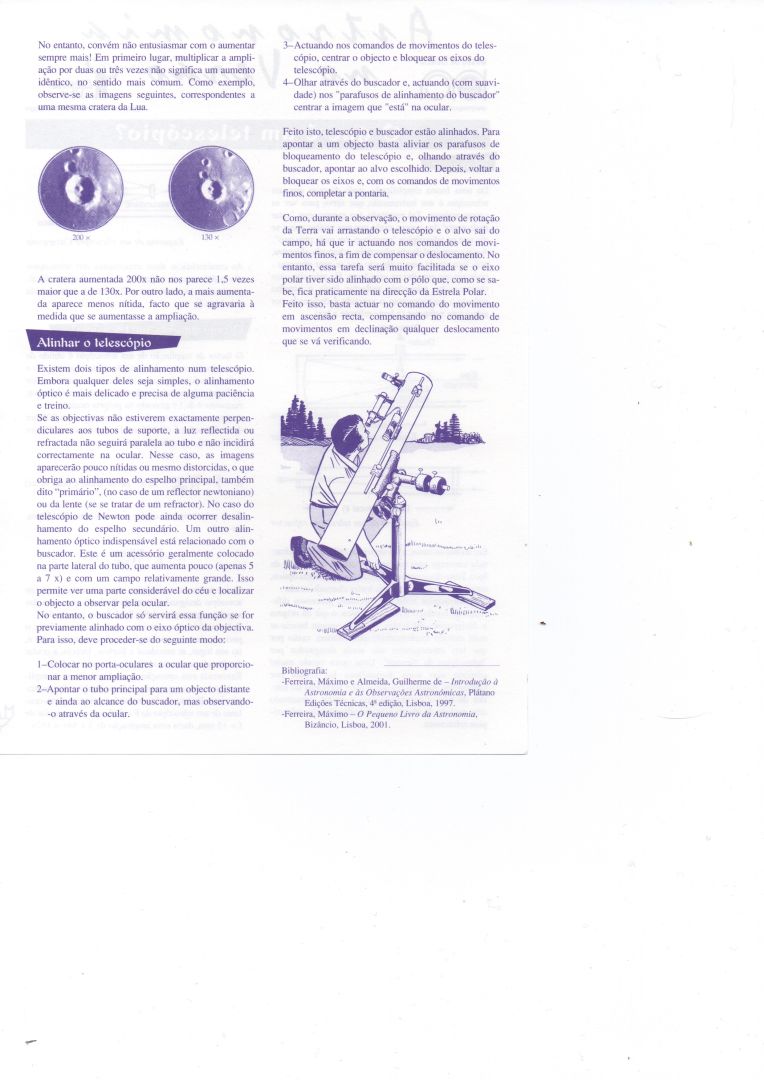 No entanto, convém não entusiasmar com o aumentar
sempre mais! Em primeiro lugar, multiplicar a ampli-
ação por duas ou três vezes não significa um aumento
idêntico, no sentido mais comum. Como exemplo,
observe-se as imagens seguintes, correspondentes a
uma mesma cratera da Lua.
200 ×
130 ×
A cratera aumentada 200x não nos parece 1,5 vezes
maior que a de 130x. Por outro lado, a mais aumenta-
da aparece menos nítida, facto que se agravaria à
medida que se aumentasse a ampliação.
Alinhar o telescópio
Existem dois tipos de alinhamento num telescópio.
Embora qualquer deles seja simples, o alinhamento
óptico é mais delicado e precisa de alguma paciência
e treino.
Se as objectivas não estiverem exactamente perpen-
diculares aos tubos de suporte, a luz reflectida ou
refractada não seguirá paralela ao tubo e não incidirá
correctamente na ocular. Nesse caso, as imagens
aparecerão pouco nítidas ou mesmo distorcidas, o que
obriga ao alinhamento do espelho principal, também
dito "primário", (no caso de um reflector newtoniano)
ou da lente (se se tratar de um refractor). No caso do
telescópio de Newton pode ainda ocorrer desalin-
hamento do espelho secundário. Um outro alin-
hamento óptico indispensável está relacionado com o
buscador. Este é um acessório geralmente colocado
na parte lateral do tubo, que aumenta pouco (apenas 5
a 7 x) e com um campo relativamente grande. Isso
permite ver uma parte considerável do céu e localizar
o objecto a observar pela ocular.
No entanto, o buscador só servirá essa função se for
previamente alinhado com o eixo óptico da objectiva.
Para isso, deve proceder-se do seguinte modo:
1–Colocar no porta-oculares a ocular que proporcio-
nar a menor ampliação.
2–Apontar o tubo principal para um objecto distante
e ainda ao alcance do buscador, mas observando-
-o através da ocular.
3–Actuando nos comandos de movimentos do teles-
cópio, centrar o objecto e bloquear os eixos do
telescópio.
4–Olhar através do buscador e, actuando (com suavi-
dade) nos "parafusos de alinhamento do buscador"
centrar a imagem que "está" na ocular.
Feito isto, telescópio e buscador estão alinhados. Para
apontar a um objecto basta aliviar os parafusos de
bloqueamento do telescópio e, olhando através do
buscador, apontar ao alvo escolhido. Depois, voltar a
bloquear os eixos e, com os comandos de movimentos
finos, completar a pontaria.
Como, durante a observação, o movimento de rotação
da Terra vai arrastando o telescópio e o alvo sai do
campo, há que ir actuando nos comandos de movi-
mentos finos, a fim de compensar o deslocamento. No
entanto, essa tarefa será muito facilitada se o eixo
polar tiver sido alinhado com o pólo que, como se sa-
be, fica praticamente na direcção da Estrela Polar.
Feito isso, basta actuar no comando do movimento
em ascensão recta, compensando no comando de
movimentos em declinação qualquer deslocamento
que se vá verificando.
Bibliografia:
-Ferreira, Máximo e Almeida, Guilherme de – Introdução à
Astronomia e às Observações Astronómicas, Plátano
Edições Técnicas, 4ª edição, Lisboa, 1997.
-Ferreira, Máximo – O Pequeno Livro da Astronomia,
Bizâncio, Lisboa, 2001.